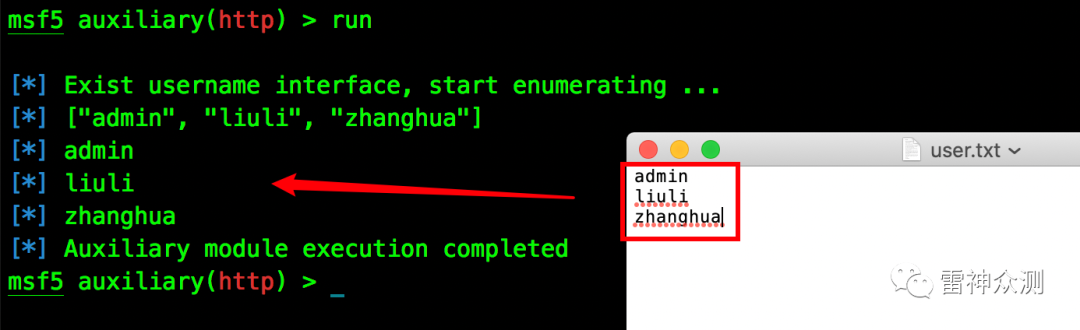 msf5 auxiliary(http) > run
[*] Exist username interface, start enumerating ...
[*] ["admin", "liuli", "zhanghua"]
[*] admin
[*] liuli
[*] zhanghua
[*] Auxiliary module execution completed
msf5 auxiliary(http) > _
user.txt
admin
liuli
zhanghua
雷神众测